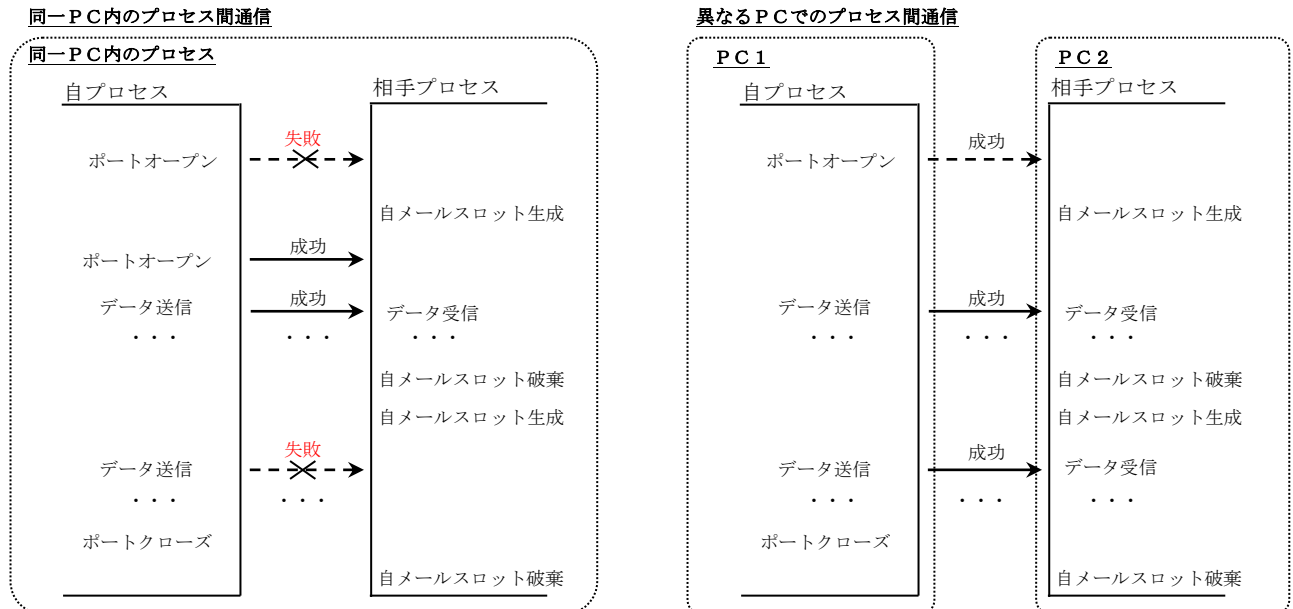 同一ＰＣ内のプロセス間通信
同一ＰＣ内のプロセス
自プロセス
相手プロセス
失敗
ポートオープン
自メールスロット生成
成功
ポートオープン
成功
データ送信
データ受信
・・・ ・・・ ・・・
自メールスロット破棄
自メールスロット生成
失敗
データ送信
・・・ ・・・
ポートクローズ
自メールスロット破棄
異なるＰＣでのプロセス間通信
ＰＣ１
ＰＣ２
自プロセス
相手プロセス
成功
ポートオープン
自メールスロット生成
成功
データ送信
データ受信
・・・ ・・・ ・・・
自メールスロット破棄
自メールスロット生成
成功
データ送信
データ受信
・・・ ・・・ ・・・
ポートクローズ
自メールスロット破棄